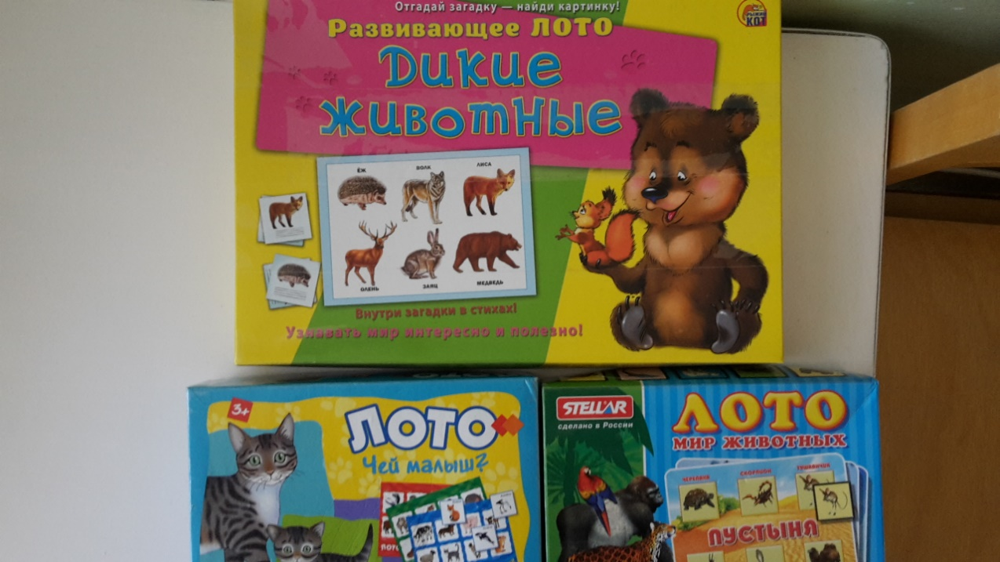 Отгадай загадку — найди картинку!
Развивающее ЛОТО
Дикие
животные
РЫЖИЙ
КОТ
ЁЖ ВОЛК ЛИСА
ОЛЕНЬ ЗАЯЦ МЕДВЕДЬ
Внутри загадки в стихах!
Узнавать мир интересно и полезно!
3+
ЛОТО
Чей малыш?
STELLAR
сделано в России
ЛОТО
МИР ЖИВОТНЫХ
ЧЕРЕПАХА СКОРПИОН ТУШКАНЧИК
ПУСТЫНЯ